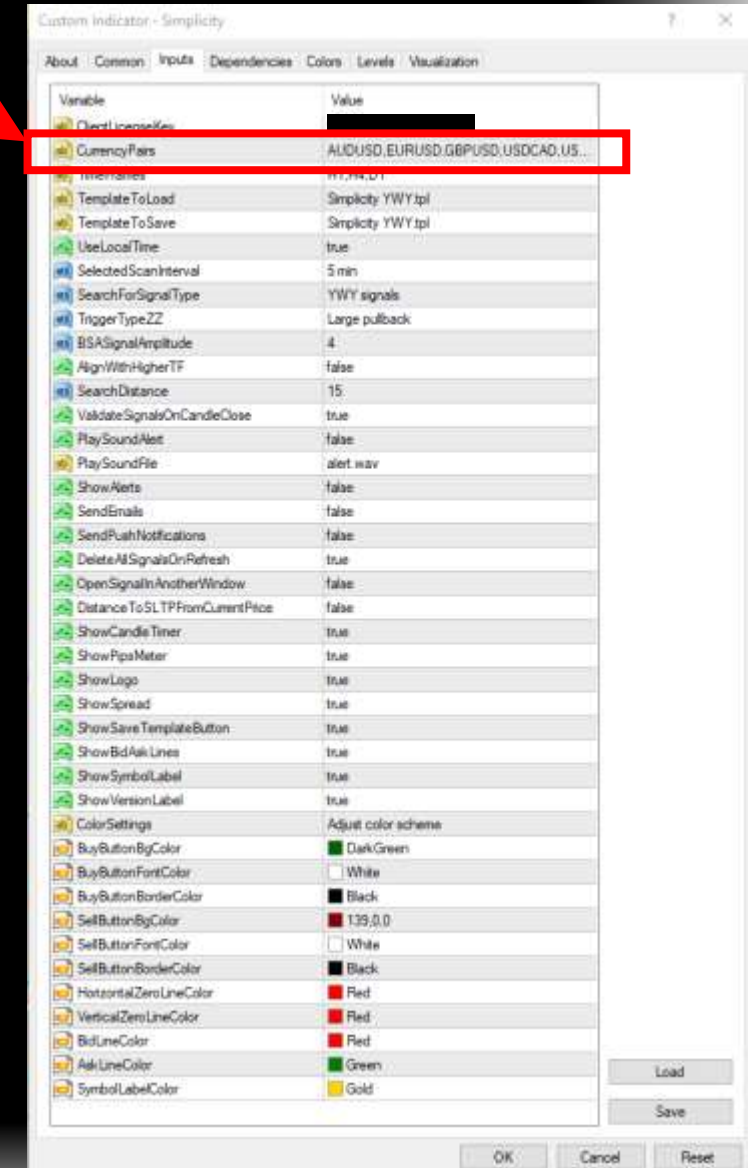 Custom Indicator - Simplicity ? ×
About Common Inputs Dependencies Colors Levels Visualization
Variable Value
ClientLicenseKey
CurrencyPairs AUDUSD,EURUSD,GBPUSD,USDCAD,US...
Timeframes H1,H4,D1
TemplateToLoad Simplicity YWY.tpl
TemplateToSave Simplicity YWY.tpl
UseLocalTime true
SelectedScanInterval 5 min
SearchForSignalType YWY signals
TriggerTypeZZ Large pullback
BSASignalAmplitude 4
AlignWithHigherTF false
SearchDistance 15
ValidateSignalsOnCandleClose true
PlaySoundAlert false
PlaySoundFile alert.wav
ShowAlerts false
SendEmails false
SendPushNotifications false
DeleteAllSignalsOnRefresh true
OpenSignalInAnotherWindow false
DistanceToSLTPFromCurrentPrice false
ShowCandleTimer true
ShowPipsMeter true
ShowLogo true
ShowSpread true
ShowSaveTemplateButton true
ShowBidAskLines true
ShowSymbolLabel true
ShowVersionLabel true
ColorSettings Adjust color scheme
BuyButtonBgColor DarkGreen
BuyButtonFontColor White
BuyButtonBorderColor Black
SellButtonBgColor 139,0,0
SellButtonFontColor White
SellButtonBorderColor Black
HorizontalZeroLineColor Red
VerticalZeroLineColor Red
BidLineColor Red
AskLineColor Green
SymbolLabelColor Gold
Load
Save
OK Cancel Reset